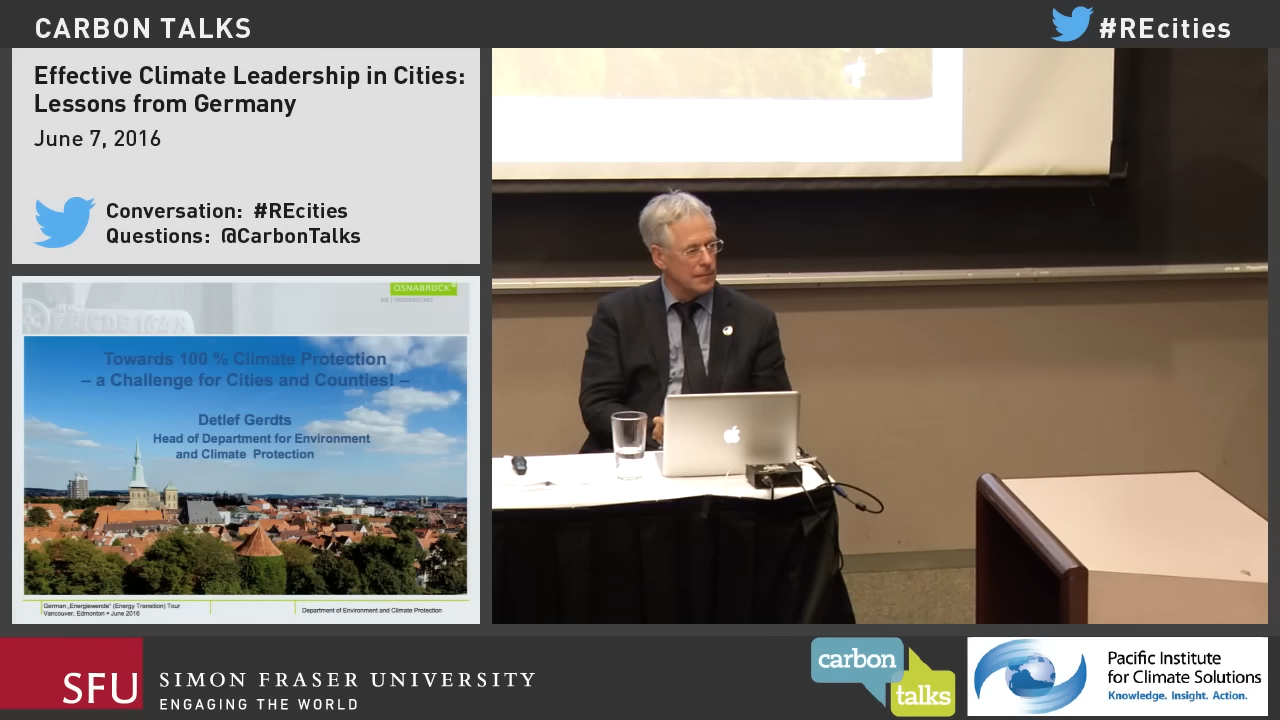 CARBON TALKS
#REcities
Effective Climate Leadership in Cities:
Lessons from Germany
June 7, 2016
Conversation: #REcities
Questions: @CarbonTalks
OSNABRÜCK
DIE | FRIEDENSSTADT
Towards 100 % Climate Protection
– a Challenge for Cities and Counties! –
Detlef Gerdts
Head of Department for Environment
and Climate Protection
German „Energiewende“ (Energy Transition) Tour
Vancouver, Edmonton • June 2016
Department of Environment and Climate Protection
SFU
SIMON FRASER UNIVERSITY
ENGAGING THE WORLD
carbon
talks
Pacific Institute
for Climate Solutions
Knowledge. Insight. Action.